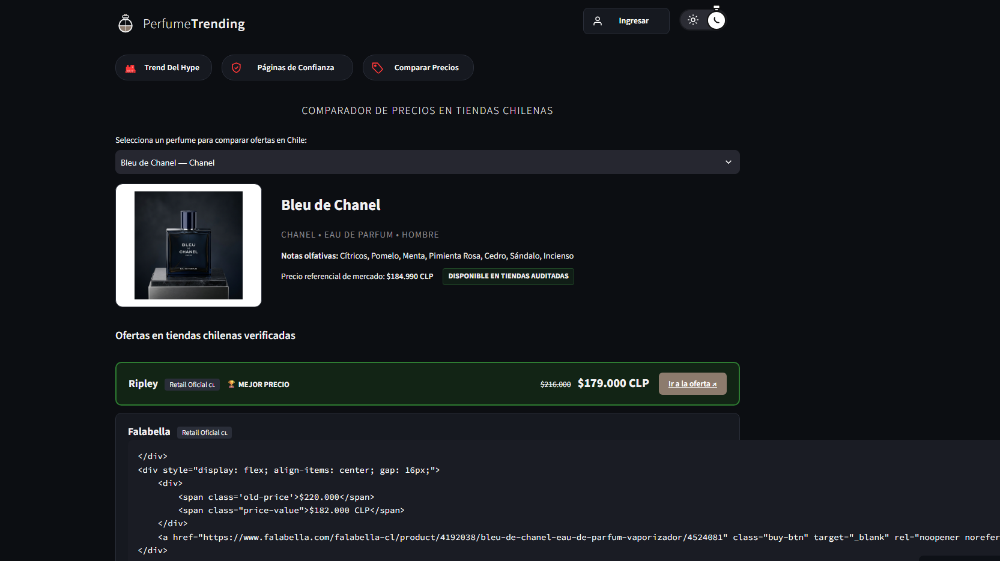 PerfumeTrending
Ingresar
Trend Del Hype
Páginas de Confianza
Comparar Precios
COMPARADOR DE PRECIOS EN TIENDAS CHILENAS
Selecciona un perfume para comparar ofertas en Chile:
Bleu de Chanel — Chanel
BLEU
DE
CHANEL
PARIS
EAU DE PARFUM
Bleu de Chanel
CHANEL • EAU DE PARFUM • HOMBRE
Notas olfativas: Cítricos, Pomelo, Menta, Pimienta Rosa, Cedro, Sándalo, Incienso
Precio referencial de mercado: $184.990 CLP DISPONIBLE EN TIENDAS AUDITADAS
Ofertas en tiendas chilenas verificadas
Ripley Retail Oficial CL 🏆 MEJOR PRECIO $216.000 $179.000 CLP Ir a la oferta ↗
Falabella Retail Oficial CL
</div>
<div style="display: flex; align-items: center; gap: 16px;">
<div>
<span class='old-price'>$220.000</span>
<span class="price-value">$182.000 CLP</span>
</div>
<a href="https://www.falabella.com/falabella-cl/product/4192038/bleu-de-chanel-eau-de-parfum-vaporizador/4524081" class="buy-btn" target="_blank" rel="noopener norefer
</div>